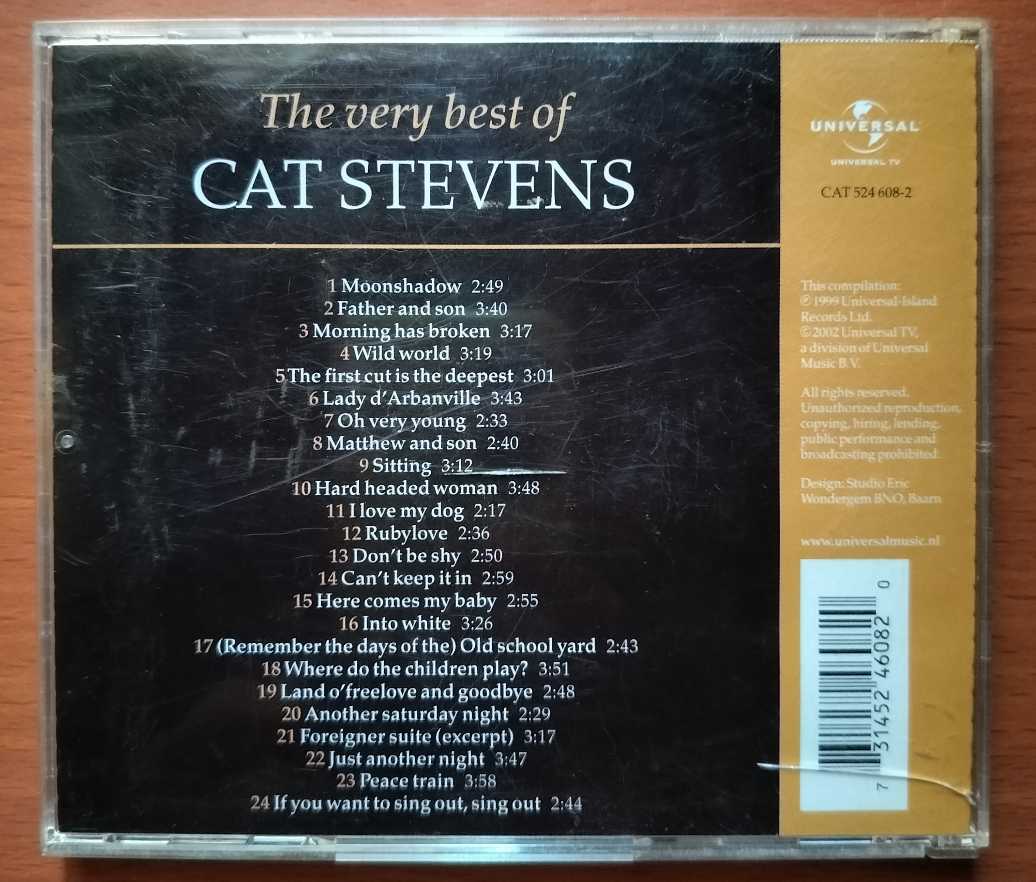 The very best of
CAT STEVENS
1 Moonshadow 2:49
2 Father and son 3:40
3 Morning has broken 3:17
4 Wild world 3:19
5 The first cut is the deepest 3:01
6 Lady d'Arbanville 3:43
7 Oh very young 2:33
8 Matthew and son 2:40
9 Sitting 3:12
10 Hard headed woman 3:48
11 I love my dog 2:17
12 Rubylove 2:36
13 Don't be shy 2:50
14 Can't keep it in 2:59
15 Here comes my baby 2:55
16 Into white 3:26
17 (Remember the days of the) Old school yard 2:43
18 Where do the children play? 3:51
19 Land o'freelove and goodbye 2:48
20 Another saturday night 2:29
21 Foreigner suite (excerpt) 3:17
22 Just another night 3:47
23 Peace train 3:58
24 If you want to sing out, sing out 2:44
UNIVERSAL
UNIVERSAL TV
CAT 524 608-2
This compilation:
℗ 1999 Universal-Island
Records Ltd.
© 2002 Universal TV,
a division of Universal
Music B.V.
All rights reserved.
Unauthorized reproduction,
copying, hiring, lending,
public performance and
broadcasting prohibited.
Design: Studio Eric
Wondergem BNO, Baarn
www.universalmusic.nl
7 31452 46082 0